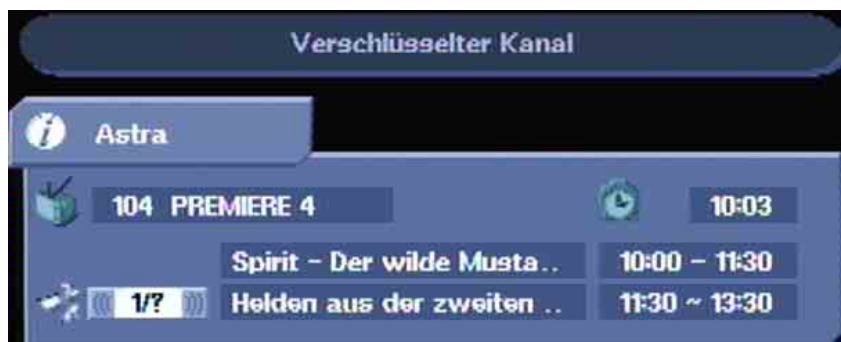 Verschlüsselter Kanal
i Astra
104 PREMIERE 4 10:03
Spirit - Der wilde Musta.. 10:00 - 11:30
1/? Helden aus der zweiten .. 11:30 ~ 13:30